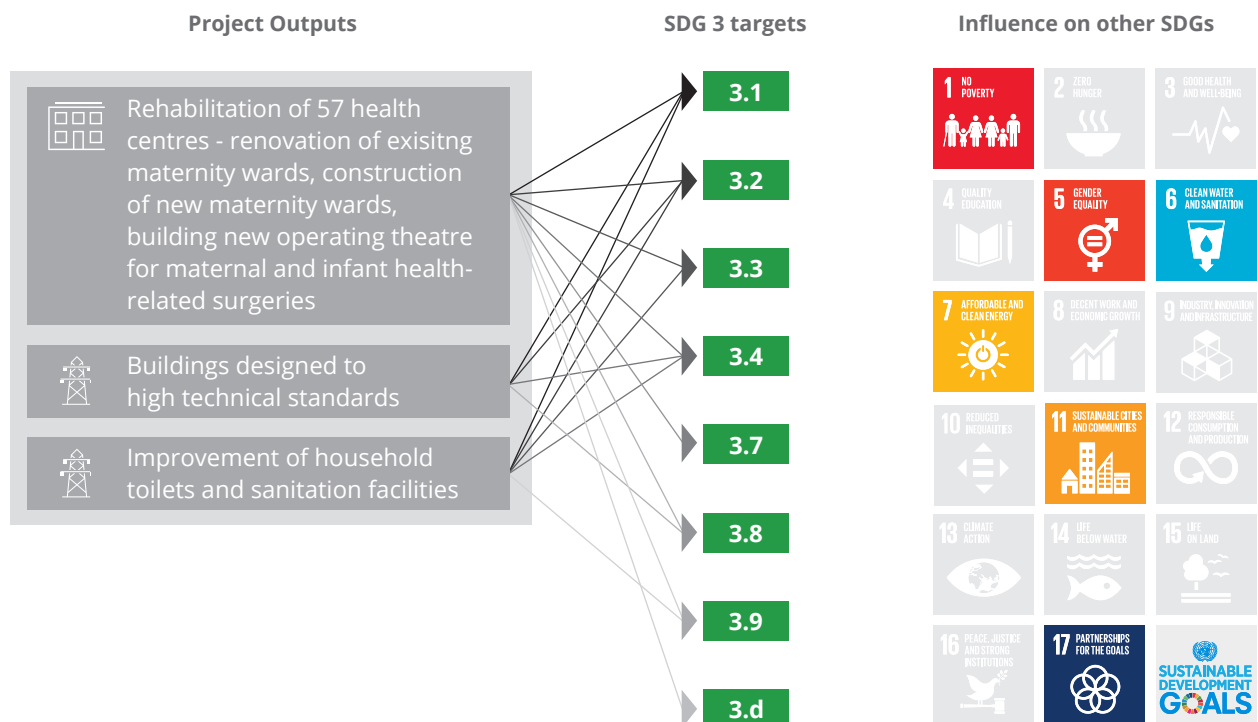 Project Outputs
SDG 3 targets
Influence on other SDGs
Rehabilitation of 57 health
centres - renovation of exisitng
maternity wards, construction
of new maternity wards,
building new operating theatre
for maternal and infant health-
related surgeries
Buildings designed to
high technical standards
Improvement of household
toilets and sanitation facilities
3.1
3.2
3.3
3.4
3.7
3.8
3.9
3.d
1 NO
POVERTY
2 ZERO
HUNGER
3 GOOD HEALTH
AND WELL-BEING
4 QUALITY
EDUCATION
5 GENDER
EQUALITY
6 CLEAN WATER
AND SANITATION
7 AFFORDABLE AND
CLEAN ENERGY
8 DECENT WORK AND
ECONOMIC GROWTH
9 INDUSTRY, INNOVATION
AND INFRASTRUCTURE
10 REDUCED
INEQUALITIES
11 SUSTAINABLE CITIES
AND COMMUNITIES
12 RESPONSIBLE
CONSUMPTION
AND PRODUCTION
13 CLIMATE
ACTION
14 LIFE
BELOW WATER
15 LIFE
ON LAND
16 PEACE, JUSTICE
AND STRONG
INSTITUTIONS
17 PARTNERSHIPS
FOR THE GOALS
SUSTAINABLE
DEVELOPMENT
GOALS